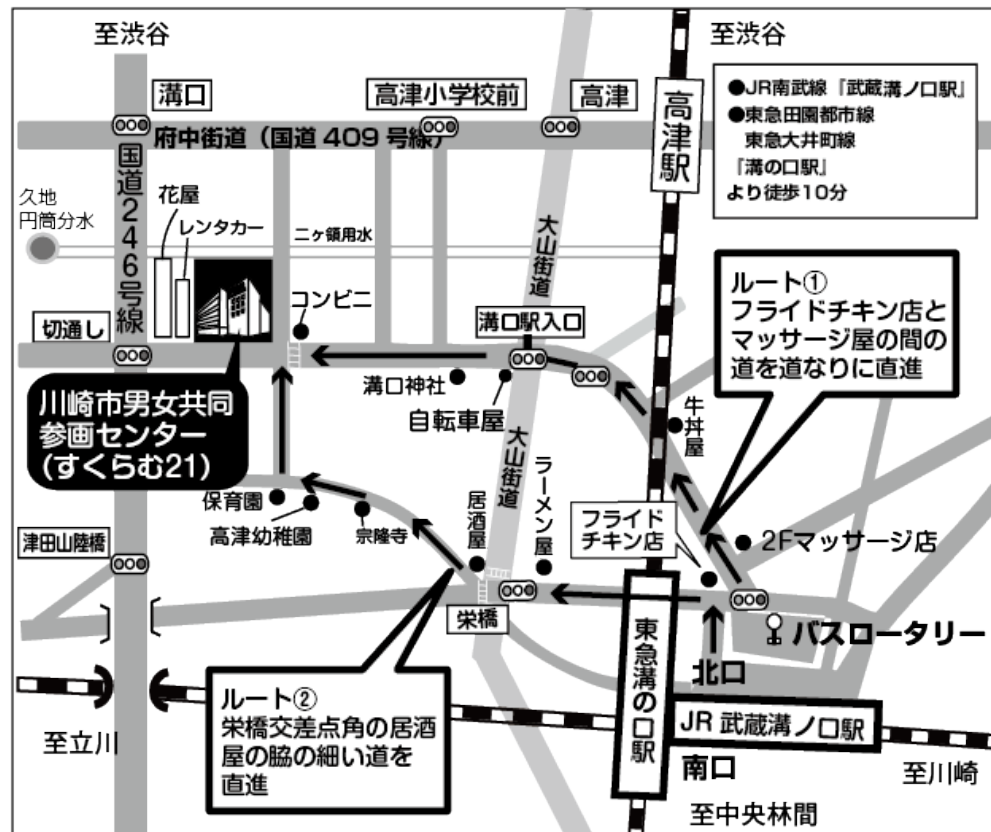 至渋谷
至渋谷
溝口
高津小学校前
高津
高津駅
●JR南武線『武蔵溝ノ口駅』
●東急田園都市線
東急大井町線
『溝の口駅』
より徒歩10分
府中街道（国道409号線）
国道246号線
久地
円筒分水
花屋
レンタカー
二ヶ領用水
大山街道
コンビニ
溝口駅入口
切通し
ルート①
フライドチキン店と
マッサージ屋の間の
道を道なりに直進
川崎市男女共同
参画センター
(すくらむ21)
溝口神社
自転車屋
牛丼屋
大山街道
ラーメン屋
居酒屋
保育園
高津幼稚園
宗隆寺
フライド
チキン店
2Fマッサージ店
津田山陸橋
栄橋
バスロータリー
北口
東急溝の口駅
JR武蔵溝ノ口駅
南口
ルート②
栄橋交差点角の居酒
屋の脇の細い道を
直進
至立川
至川崎
至中央林間